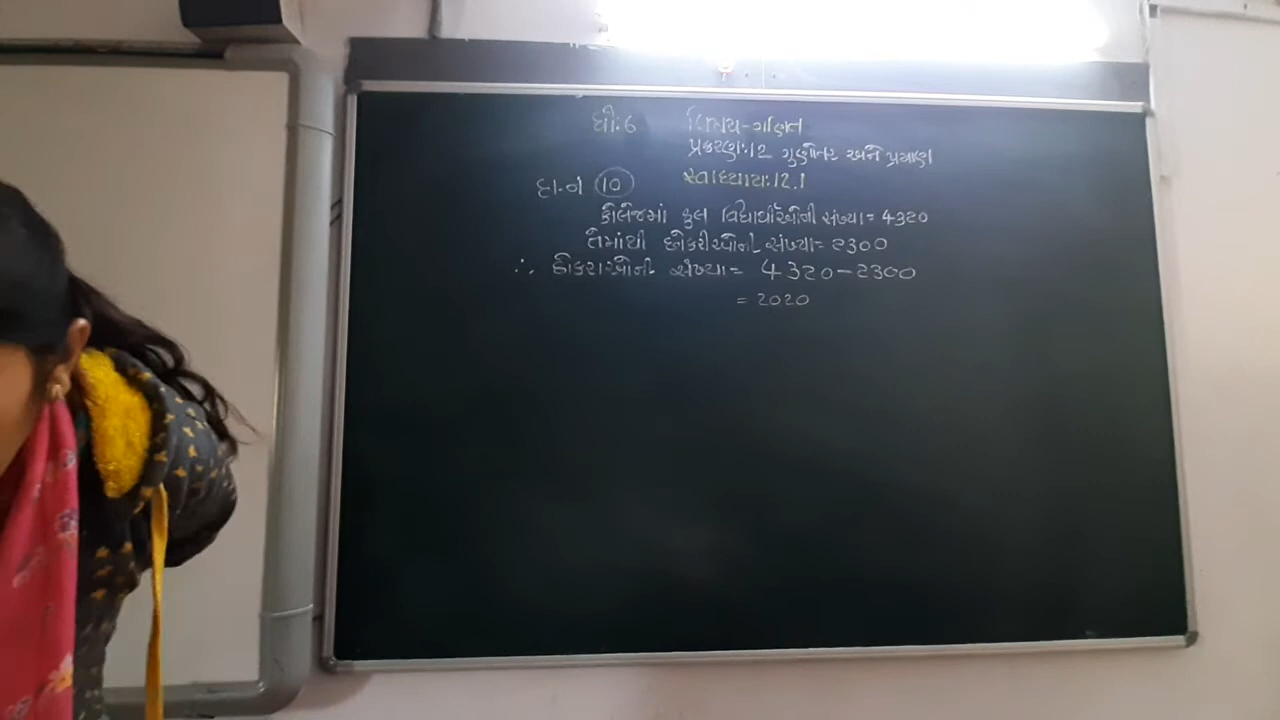 ધો:6 વિષય-ગણિત
પ્રકરણ:12 ગુણોત્તર અને પ્રમાણ
દા.નં 10 સ્વાધ્યાય:12.1
કોલેજમાં કુલ વિદ્યાર્થીઓની સંખ્યા = 4320
તેમાંથી છોકરીઓની સંખ્યા= 2300
∴ છોકરાઓની સંખ્યા = 4320-2300
= 2020